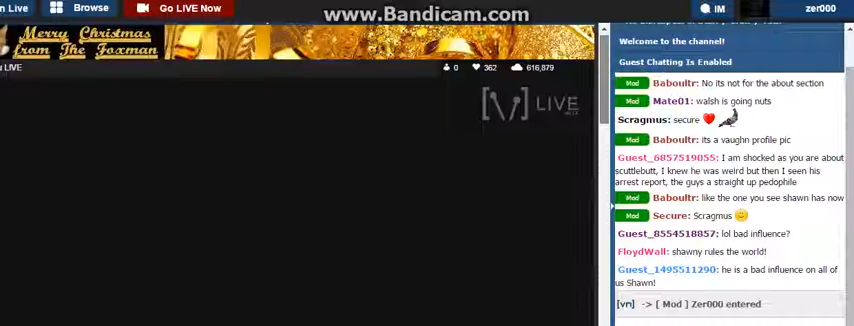 n Live Browse Go LIVE Now www.Bandicam.com IM zer000
Merry Christmas
from The Foxman
u LIVE 0 362 616,879
LIVE
Welcome to the channel!
Guest Chatting Is Enabled
Mod Baboultr: No its not for the about section
Mod Mate01: walsh is going nuts
Scragmus: secure
Mod Baboultr: its a vaughn profile pic
Guest_6857519055: I am shocked as you are about
scuttlebutt, I knew he was weird but then I seen his
arrest report, the guys a straight up pedophile
Mod Baboultr: like the one you see shawn has now
Mod Secure: Scragmus
Guest_8554518857: lol bad influence?
FloydWall: shawny rules the world!
Guest_1495511290: he is a bad influence on all of
us Shawn!
[vn] -> [ Mod ] Zer000 entered